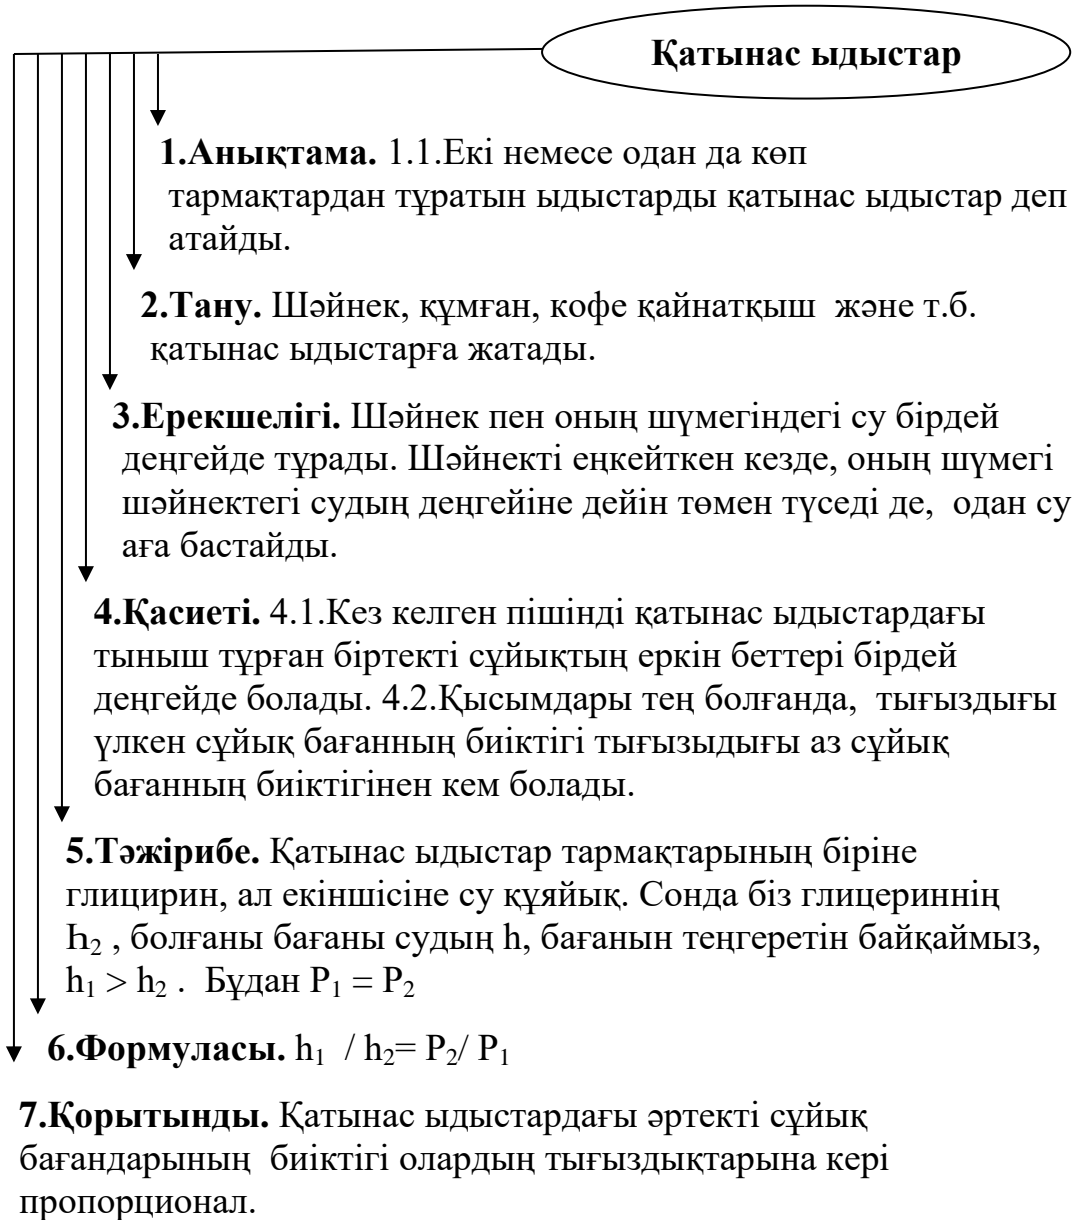 Қатынас ыдыстар
1.Анықтама. 1.1.Екі немесе одан да көп
тармақтардан тұратын ыдыстарды қатынас ыдыстар деп
атайды.
2.Тану. Шәйнек, құмған, кофе қайнатқыш және т.б.
қатынас ыдыстарға жатады.
3.Ерекшелігі. Шәйнек пен оның шүмегіндегі су бірдей
деңгейде тұрады. Шәйнекті еңкейткен кезде, оның шүмегі
шәйнектегі судың деңгейіне дейін төмен түседі де, одан су
аға бастайды.
4.Қасиеті. 4.1.Кез келген пішінді қатынас ыдыстардағы
тыныш тұрған біртекті сұйықтың еркін беттері бірдей
деңгейде болады. 4.2.Қысымдары тең болғанда, тығыздығы
үлкен сұйық бағанның биіктігі тығызыдығы аз сұйық
бағанның биіктігінен кем болады.
5.Тәжірибе. Қатынас ыдыстар тармақтарының біріне
глицирин, ал екіншісіне су құяйық. Сонда біз глицериннің
Һ₂ , болғаны бағаны судың h, бағанын теңгеретін байқаймыз,
h₁ > h₂ . Бұдан P₁ = P₂
6.Формуласы. h₁ / h₂= P₂/ P₁
7.Қорытынды. Қатынас ыдыстардағы әртекті сұйық
бағандарының биіктігі олардың тығыздықтарына кері
пропорционал.